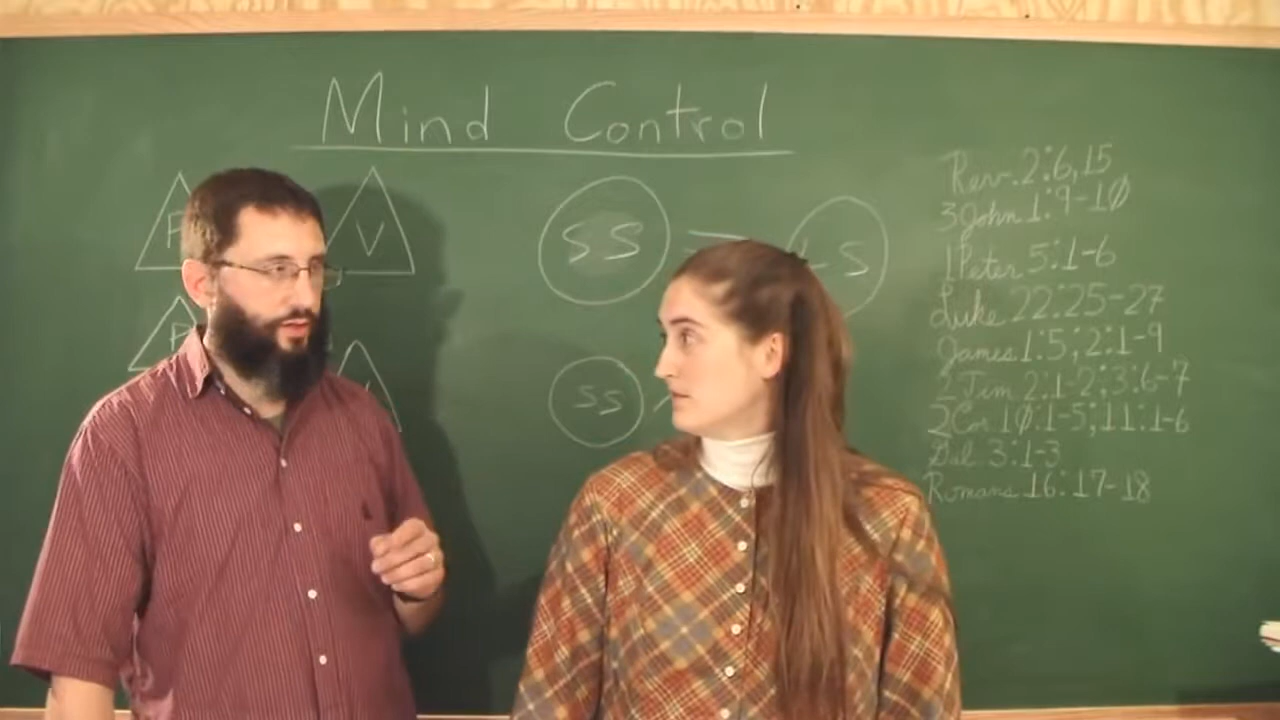 Mind Control
P V
SS = LS
P
SS
Rev. 2:6,15
3John 1:9-10
1Peter 5:1-6
Luke 22:25-27
James 1:5; 2:1-9
2Tim 2:1-2; 3:6-7
2Cor 10:1-5; 11:1-6
Gal. 3:1-3
Romans 16:17-18